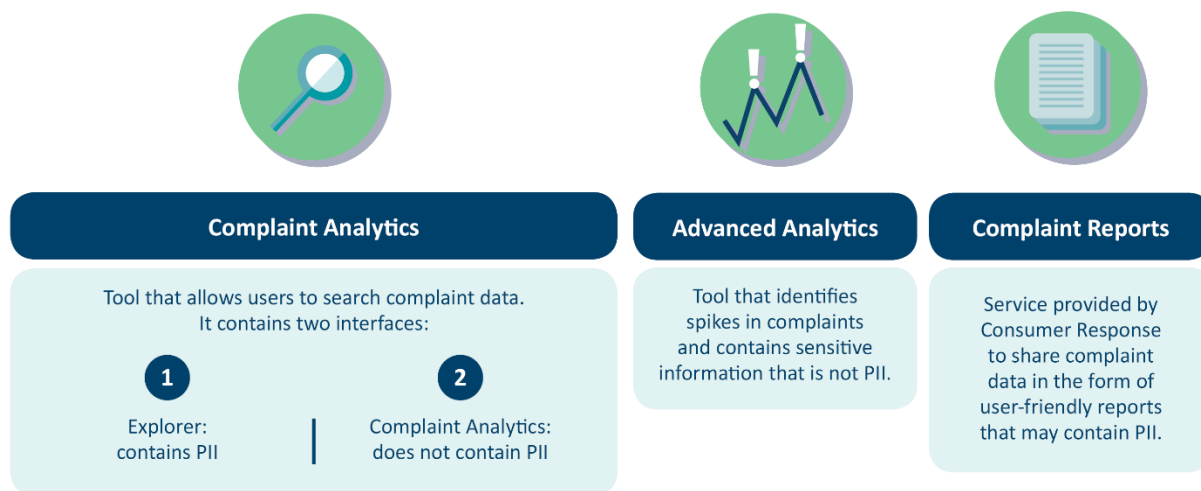 Complaint Analytics
Tool that allows users to search complaint data.
It contains two interfaces:
1
Explorer:
contains PII
2
Complaint Analytics:
does not contain PII
Advanced Analytics
Tool that identifies
spikes in complaints
and contains sensitive
information that is not PII.
Complaint Reports
Service provided by
Consumer Response
to share complaint
data in the form of
user-friendly reports
that may contain PII.